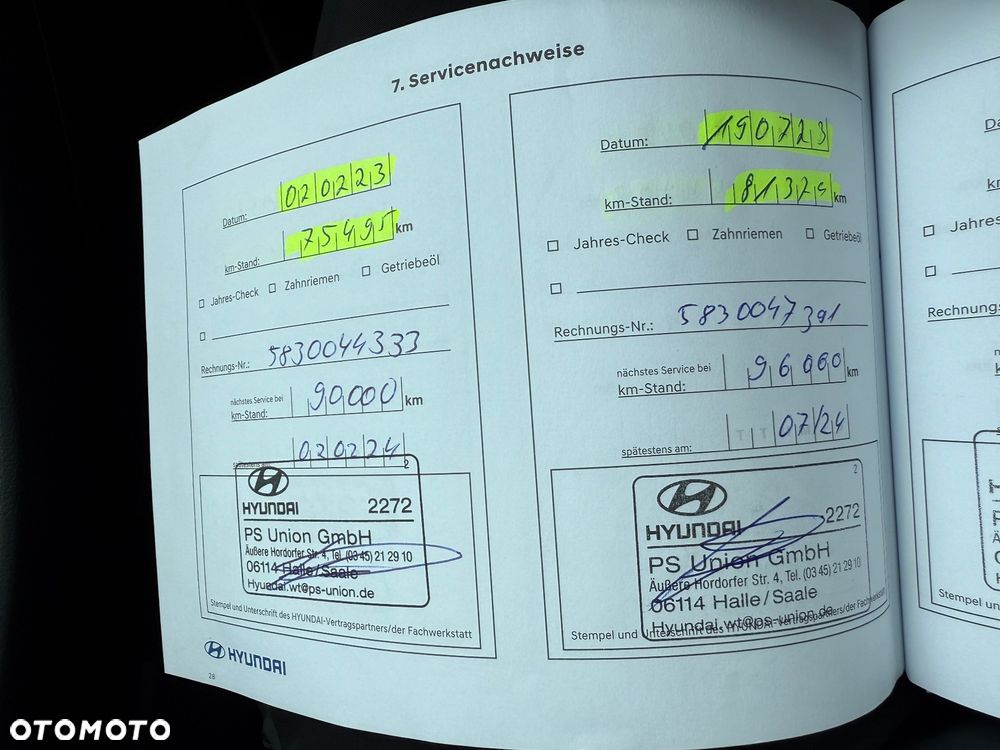 7. Servicenachweise
Datum: 020223
km-Stand: 75495 km
Jahres-Check Zahnriemen Getriebeöl
Rechnungs-Nr.: 5830044333
nächstes Service bei
km-Stand: 90000 km
020224
2
HYUNDAI 2272
PS Union GmbH
Äußere Hordorfer Str. 4, Tel. (03 45) 21 29 10
06114 Halle/Saale
Hyundai.wt@ps-union.de
Stempel und Unterschrift des HYUNDAI-Vertragspartners/der Fachwerkstatt
HYUNDAI
28
Datum: 190723
km-Stand: 81324 km
Jahres-Check Zahnriemen Getriebeöl
Rechnungs-Nr.: 5830047391
nächstes Service bei
km-Stand: 96000 km
spätestens am: 07/24
2
HYUNDAI 2272
PS Union GmbH
Äußere Hordorfer Str. 4, Tel. (03 45) 21 29 10
06114 Halle/Saale
Hyundai.wt@ps-union.de
Stempel und Unterschrift des HYUNDAI-Vertragspartners/der Fachwerkstatt
Jahres
Rechnung
Stempel und
OTOMOTO